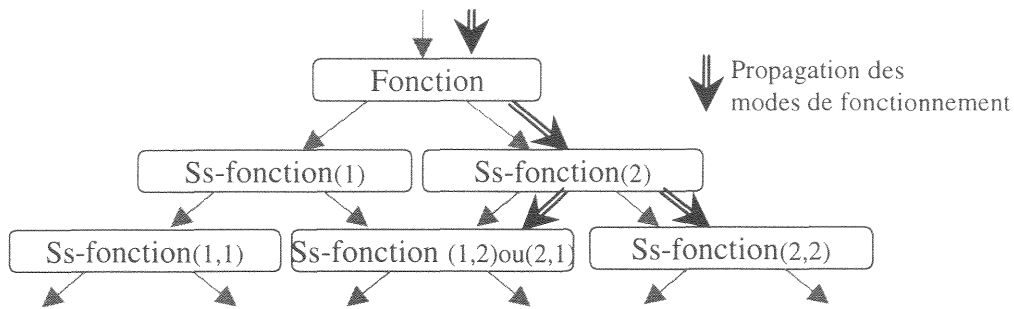 Fonction
Propagation des
modes de fonctionnement
Ss-fonction(1)
Ss-fonction(2)
Ss-fonction(1,1)
Ss-fonction (1,2)ou(2,1)
Ss-fonction(2,2)